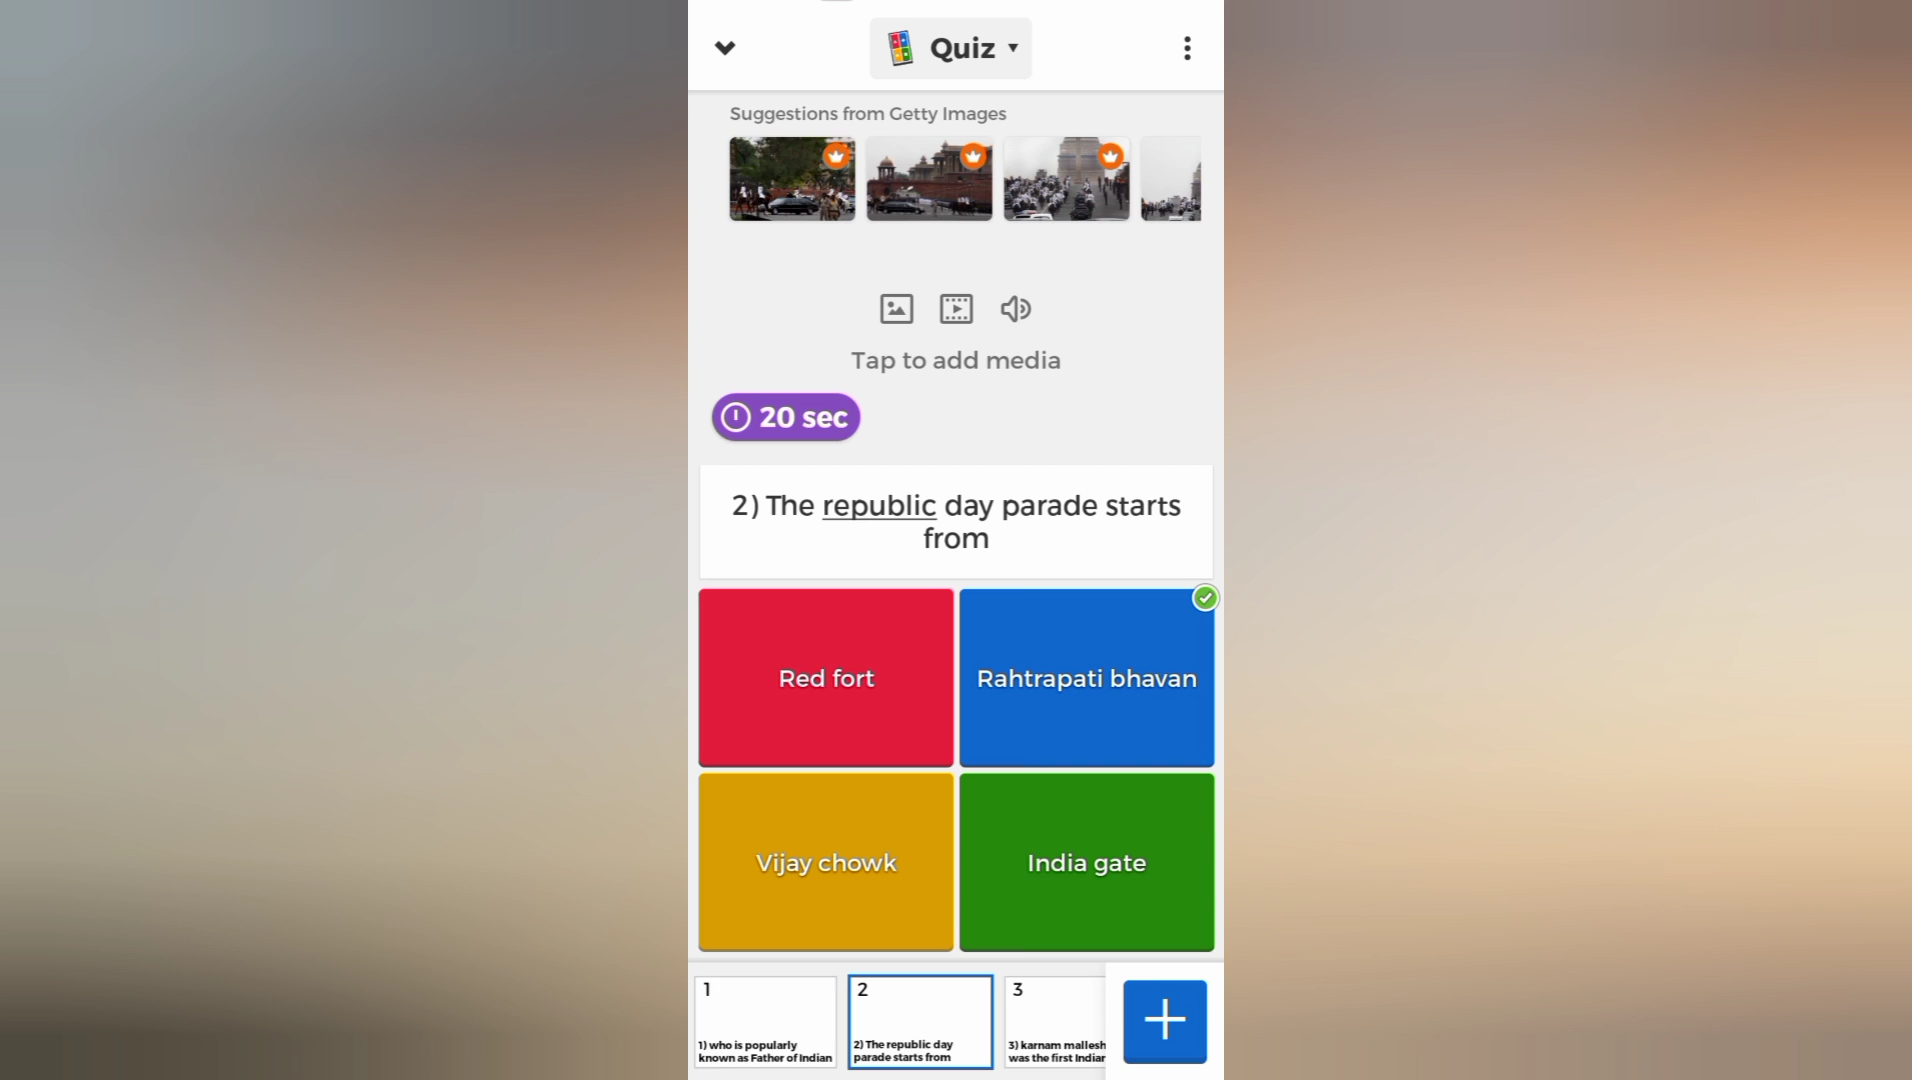 Quiz
Suggestions from Getty Images
Tap to add media
20 sec
2) The republic day parade starts
from
Red fort
Rahtrapati bhavan
Vijay chowk
India gate
1
1) who is popularly
known as Father of Indian
2
2) The republic day
parade starts from
3
3) karnam mallesh
was the first Indian